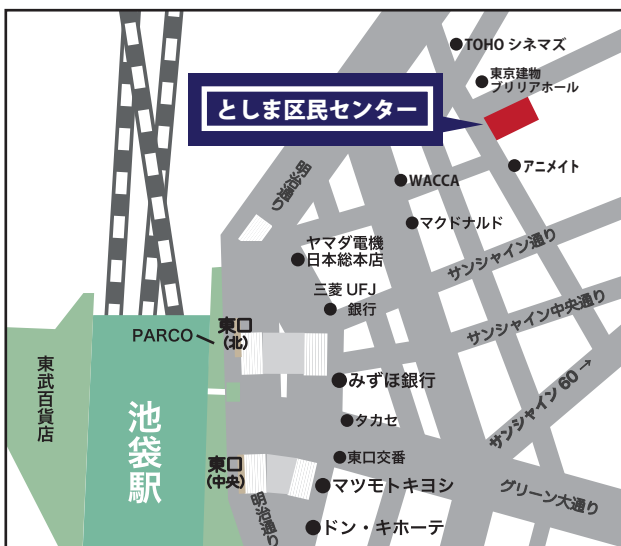 TOHO シネマズ
東京建物
ブリリアホール
としま区民センター
アニメイト
WACCA
明治通り
マクドナルド
ヤマダ電機
日本総本店
サンシャイン通り
三菱 UFJ
銀行
サンシャイン中央通り
PARCO
東口
(北)
東武百貨店
みずほ銀行
サンシャイン 60→
池袋駅
タカセ
東口交番
東口
(中央)
マツモトキヨシ
グリーン大通り
明治通り
ドン・キホーテ